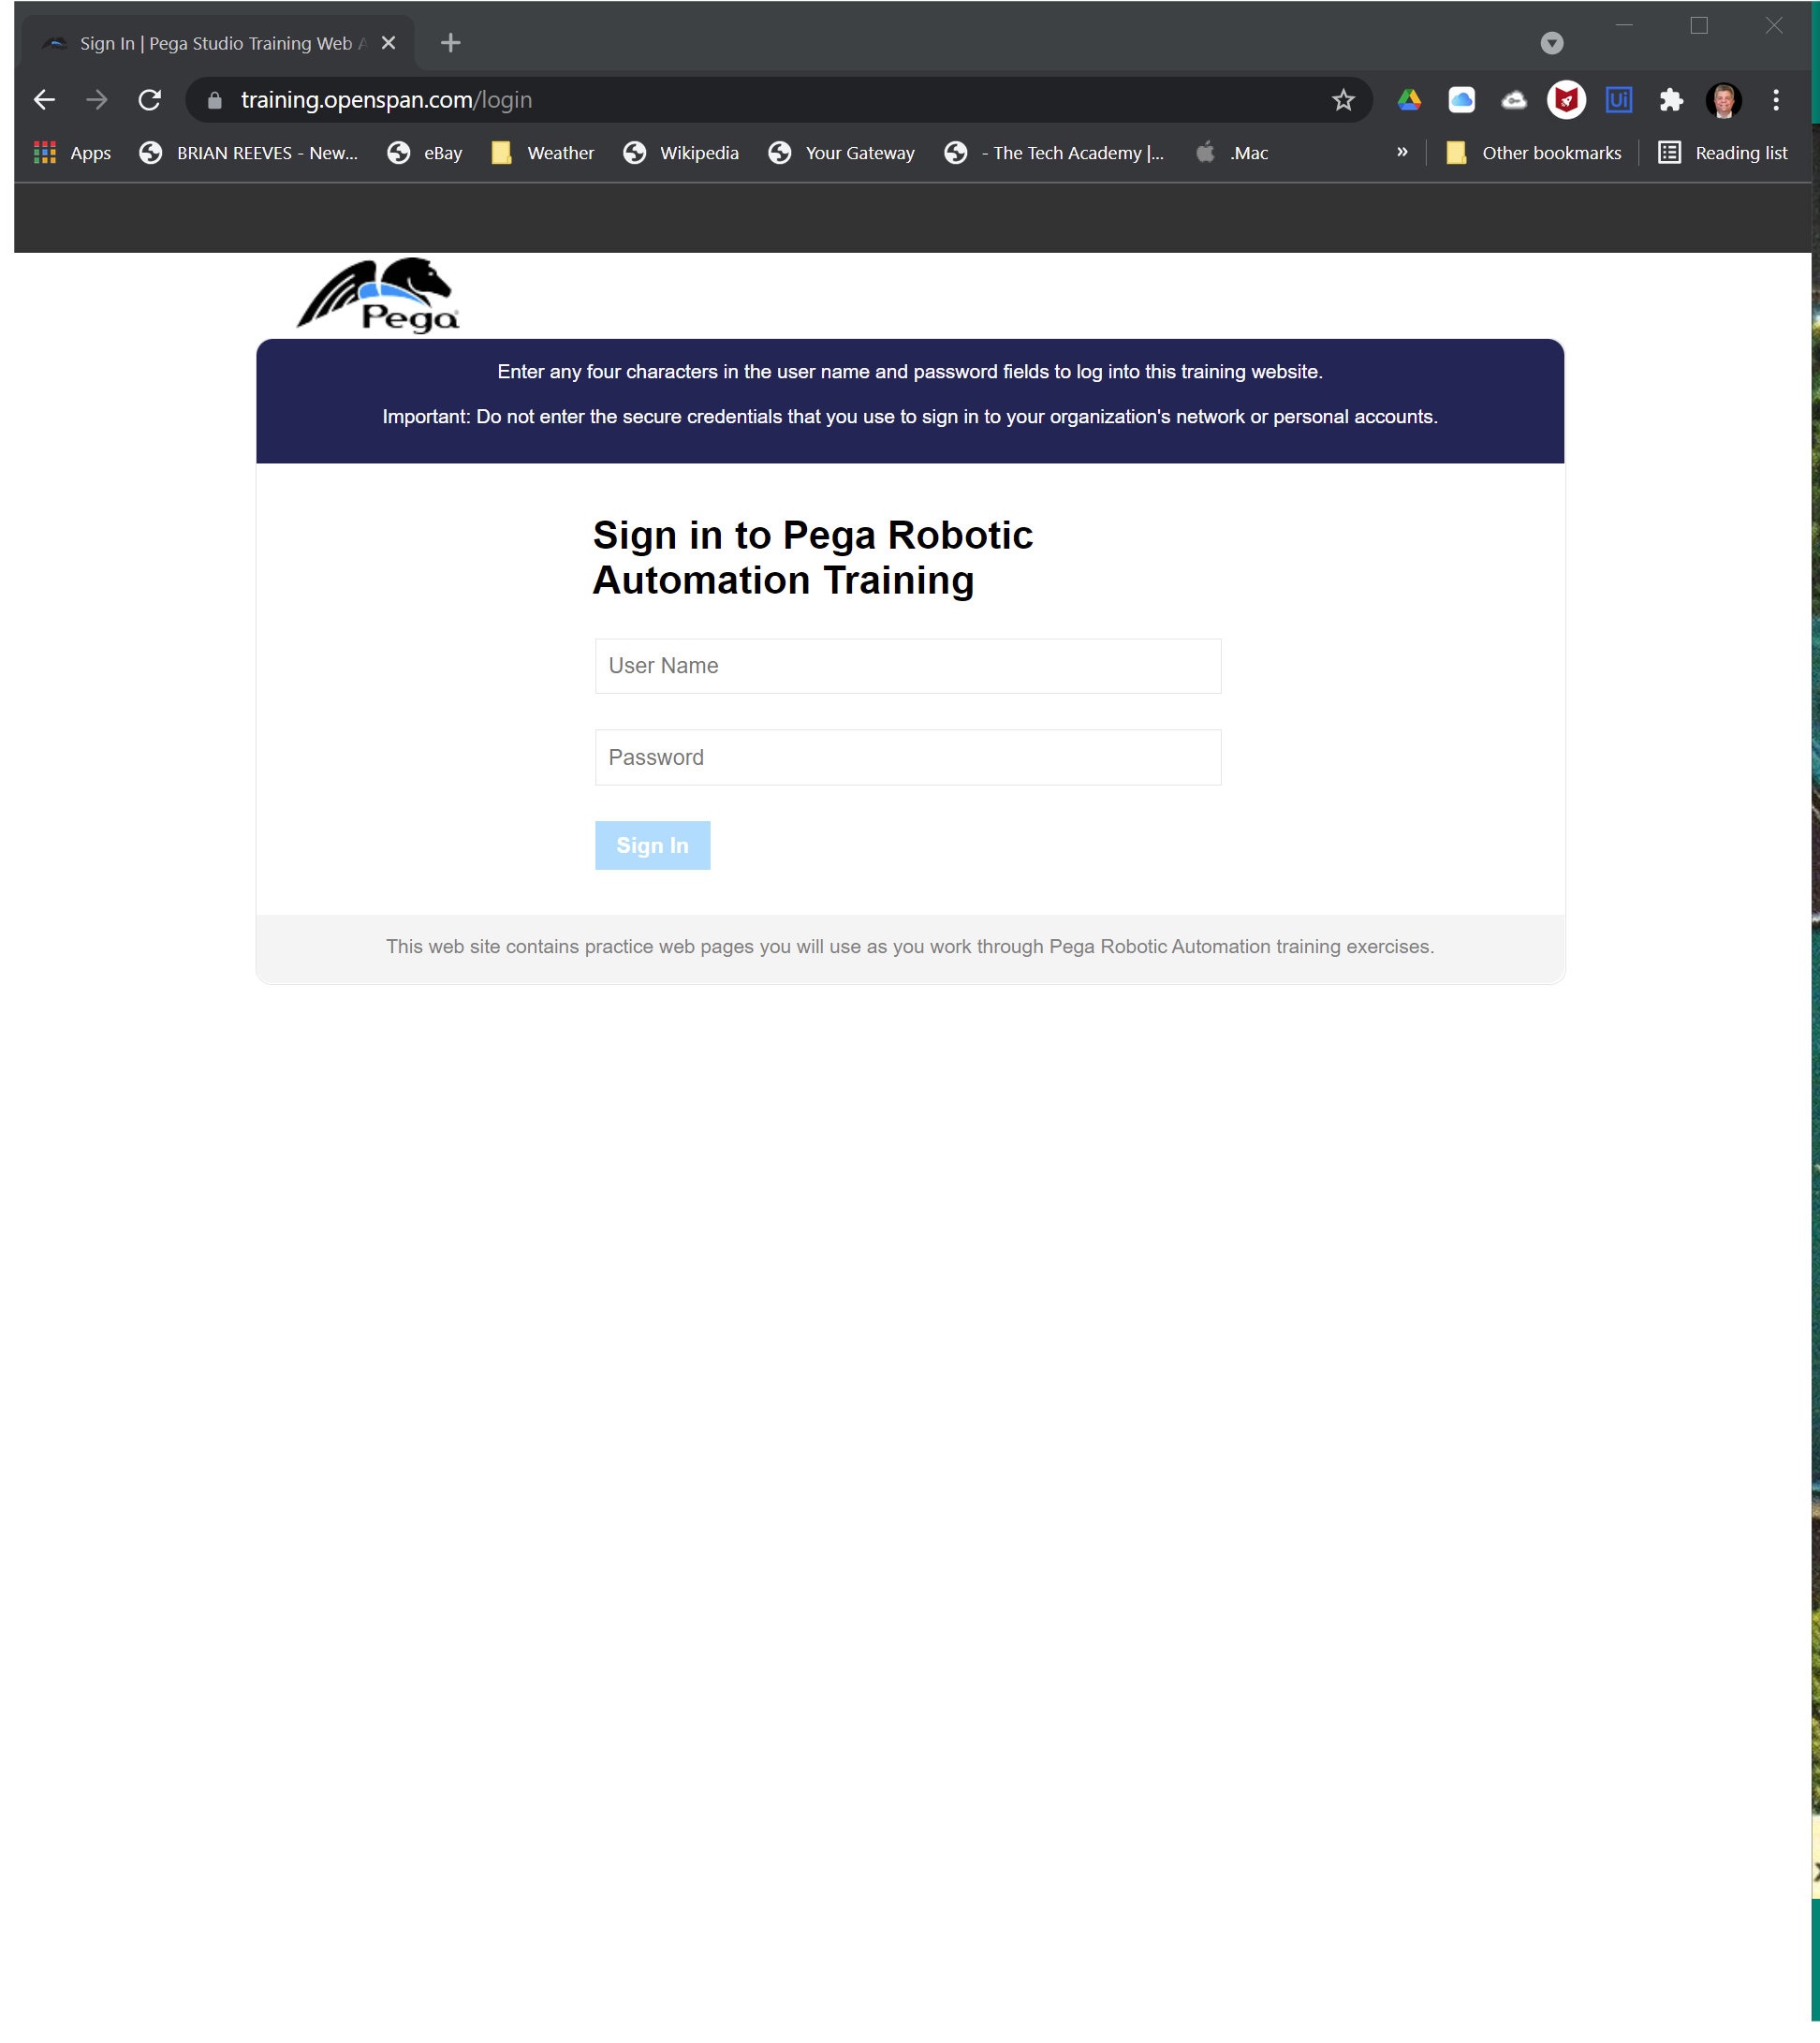 Sign In | Pega Studio Training Web A
training.openspan.com/login
Ui
Apps BRIAN REEVES - New... eBay Weather Wikipedia Your Gateway - The Tech Academy |... .Mac » Other bookmarks Reading list
Pega
Enter any four characters in the user name and password fields to log into this training website.
Important: Do not enter the secure credentials that you use to sign in to your organization's network or personal accounts.
Sign in to Pega Robotic
Automation Training
User Name
Password
Sign In
This web site contains practice web pages you will use as you work through Pega Robotic Automation training exercises.